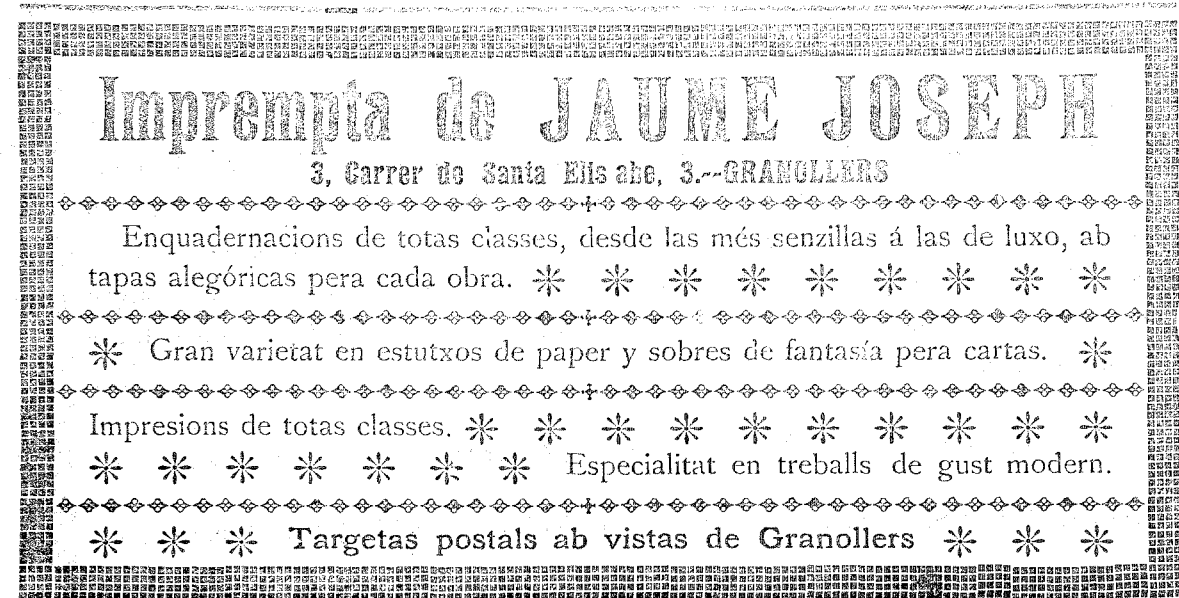 Imprempta de JAUME JOSEPH
3, Carrer de Santa Elisabe, 3.--GRANOLLERS
Enquadernacions de totas classes, desde las més senzillas á las de luxo, ab
tapas alegóricas pera cada obra.
Gran varietat en estutxos de paper y sobres de fantasía pera cartas.
Impresions de totas classes.
Especialitat en treballs de gust modern.
Targetas postals ab vistas de Granollers